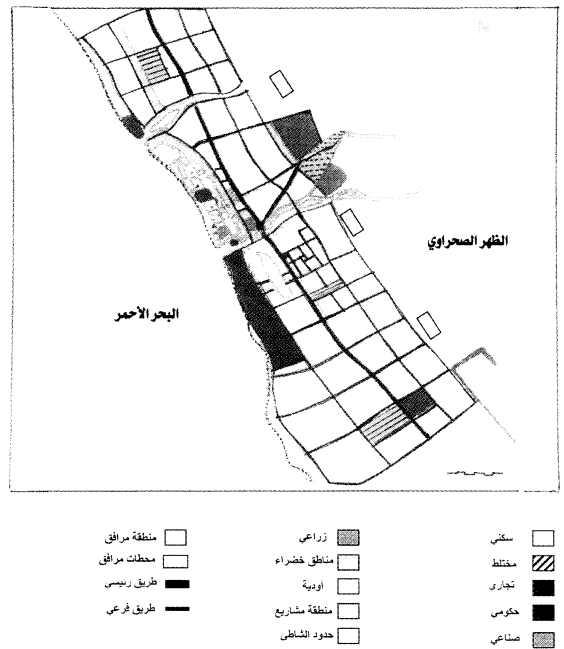 الظهر الصحراوي
البحر الأحمر
سكني
مختلط
تجاري
حكومي
صناعي
زراعي
مناطق خضراء
أودية
منطقة مشاريع
حدود الشاطى
منطقة مرافق
محطات مرافق
طريق رئيسي
طريق فرعي